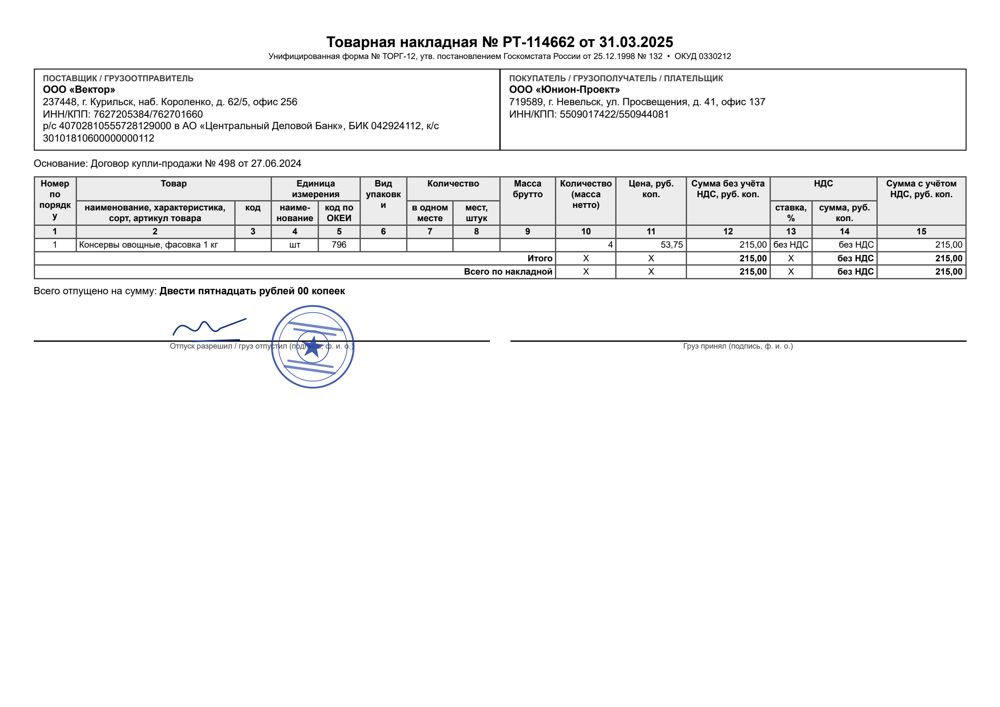 Товарная накладная № РТ-114662 от 31.03.2025
Унифицированная форма № ТОРГ-12, утв. постановлением Госкомстата России от 25.12.1998 № 132 • ОКУД 0330212
ПОСТАВЩИК / ГРУЗООТПРАВИТЕЛЬ
ООО «Вектор»
237448, г. Курильск, наб. Короленко, д. 62/5, офис 256
ИНН/КПП: 7627205384/762701660
р/с 40702810555728129000 в АО «Центральный Деловой Банк», БИК 042924112, к/с
30101810600000000112
ПОКУПАТЕЛЬ / ГРУЗОПОЛУЧАТЕЛЬ / ПЛАТЕЛЬЩИК
ООО «Юнион-Проект»
719589, г. Невельск, ул. Просвещения, д. 41, офис 137
ИНН/КПП: 5509017422/550944081
Основание: Договор купли-продажи № 498 от 27.06.2024
Номер по порядку Товар Единица измерения Вид упаковки Количество Масса брутто Количество (масса нетто) Цена, руб. коп. Сумма без учёта НДС, руб. коп. НДС Сумма с учётом НДС, руб. коп.
наименование, характеристика, сорт, артикул товара код наиме-нование код по ОКЕИ в одном месте мест, штук ставка, % сумма, руб. коп.
1 2 3 4 5 6 7 8 9 10 11 12 13 14 15
1 Консервы овощные, фасовка 1 кг шт 796 4 53,75 215,00 без НДС без НДС 215,00
Итого Х Х 215,00 Х без НДС 215,00
Всего по накладной Х Х 215,00 Х без НДС 215,00
Всего отпущено на сумму: Двести пятнадцать рублей 00 копеек
Отпуск разрешил / груз отпустил (подпись, ф. и. о.)
Груз принял (подпись, ф. и. о.)